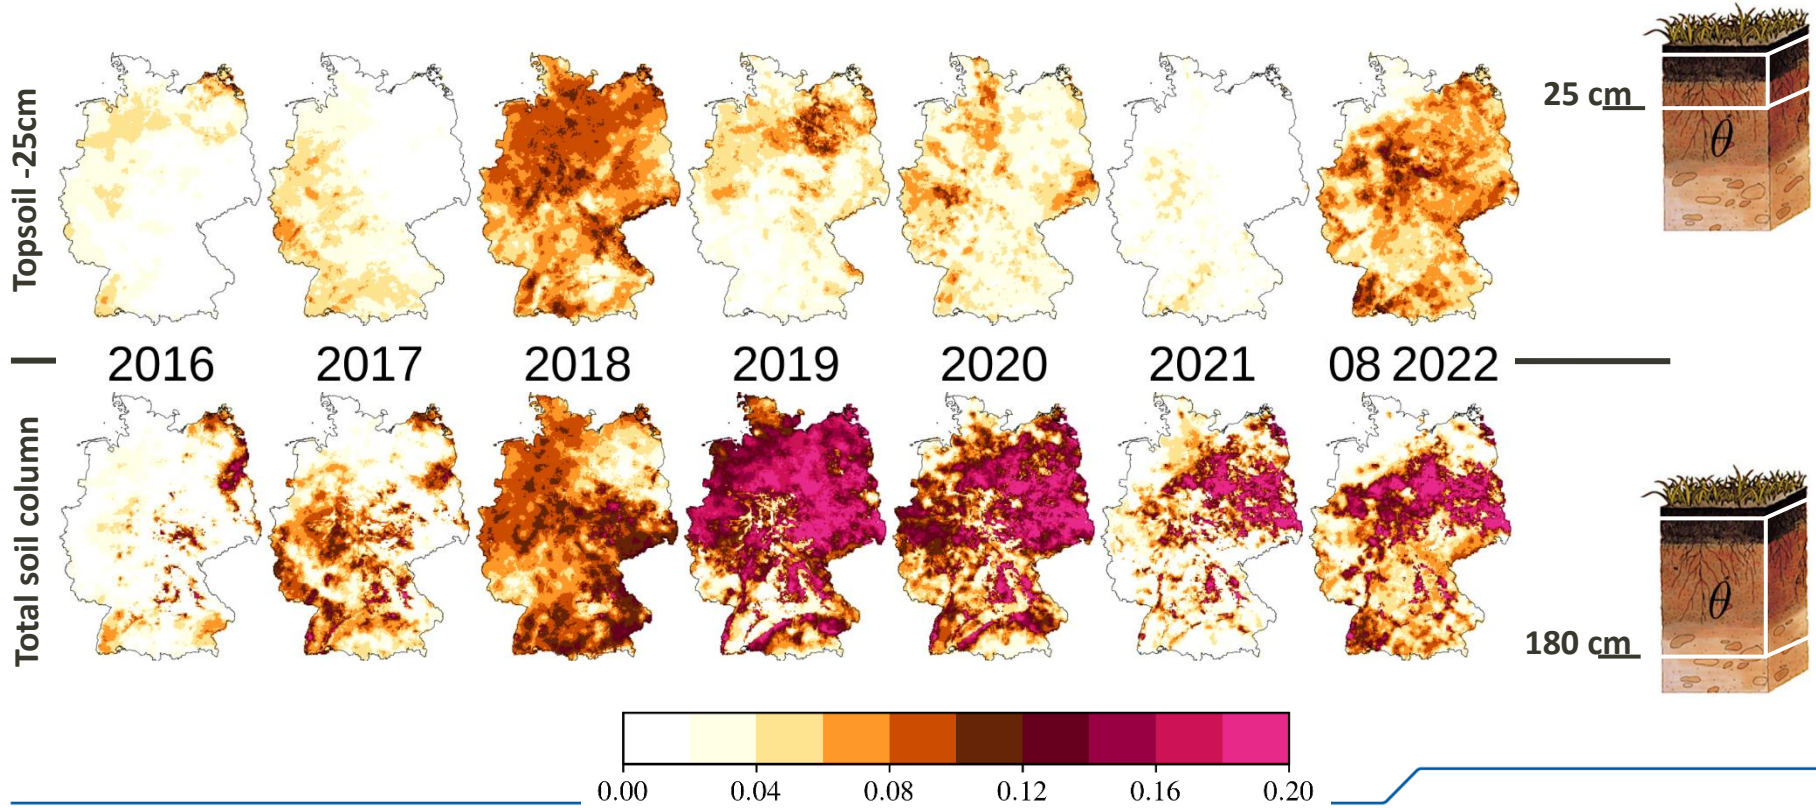 Topsoil -25cm
25 cm
θ
2016 2017 2018 2019 2020 2021 08 2022
Total soil column
θ
180 cm
0.00 0.04 0.08 0.12 0.16 0.20